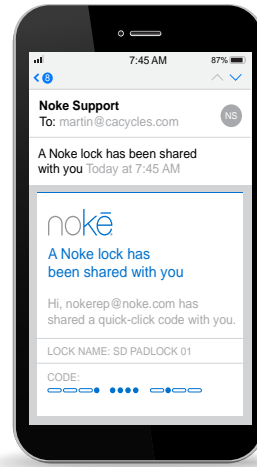 7:45 AM 87%
8
Noke Support
NS
To: martin@cacycles.com
A Noke lock has been shared
with you Today at 7:45 AM
nokē
A Noke lock has
been shared with you
Hi, nokerep@noke.com has
shared a quick-click code with you.
LOCK NAME: SD PADLOCK 01
CODE: